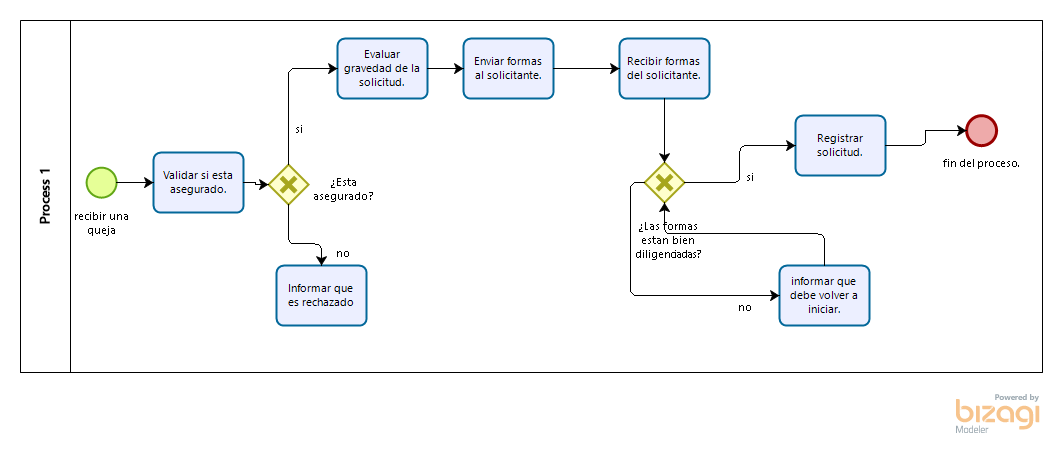 Process 1
recibir una
queja
Validar si esta
asegurado.
¿Esta
asegurado?
si
no
Informar que
es rechazado
Evaluar
gravedad de la
solicitud.
Enviar formas
al solicitante.
Recibir formas
del solicitante.
¿Las formas
estan bien
diligenciadas?
si
no
informar que
debe volver a
iniciar.
Registrar
solicitud.
fin del proceso.
Powered by
bizagi
Modeler